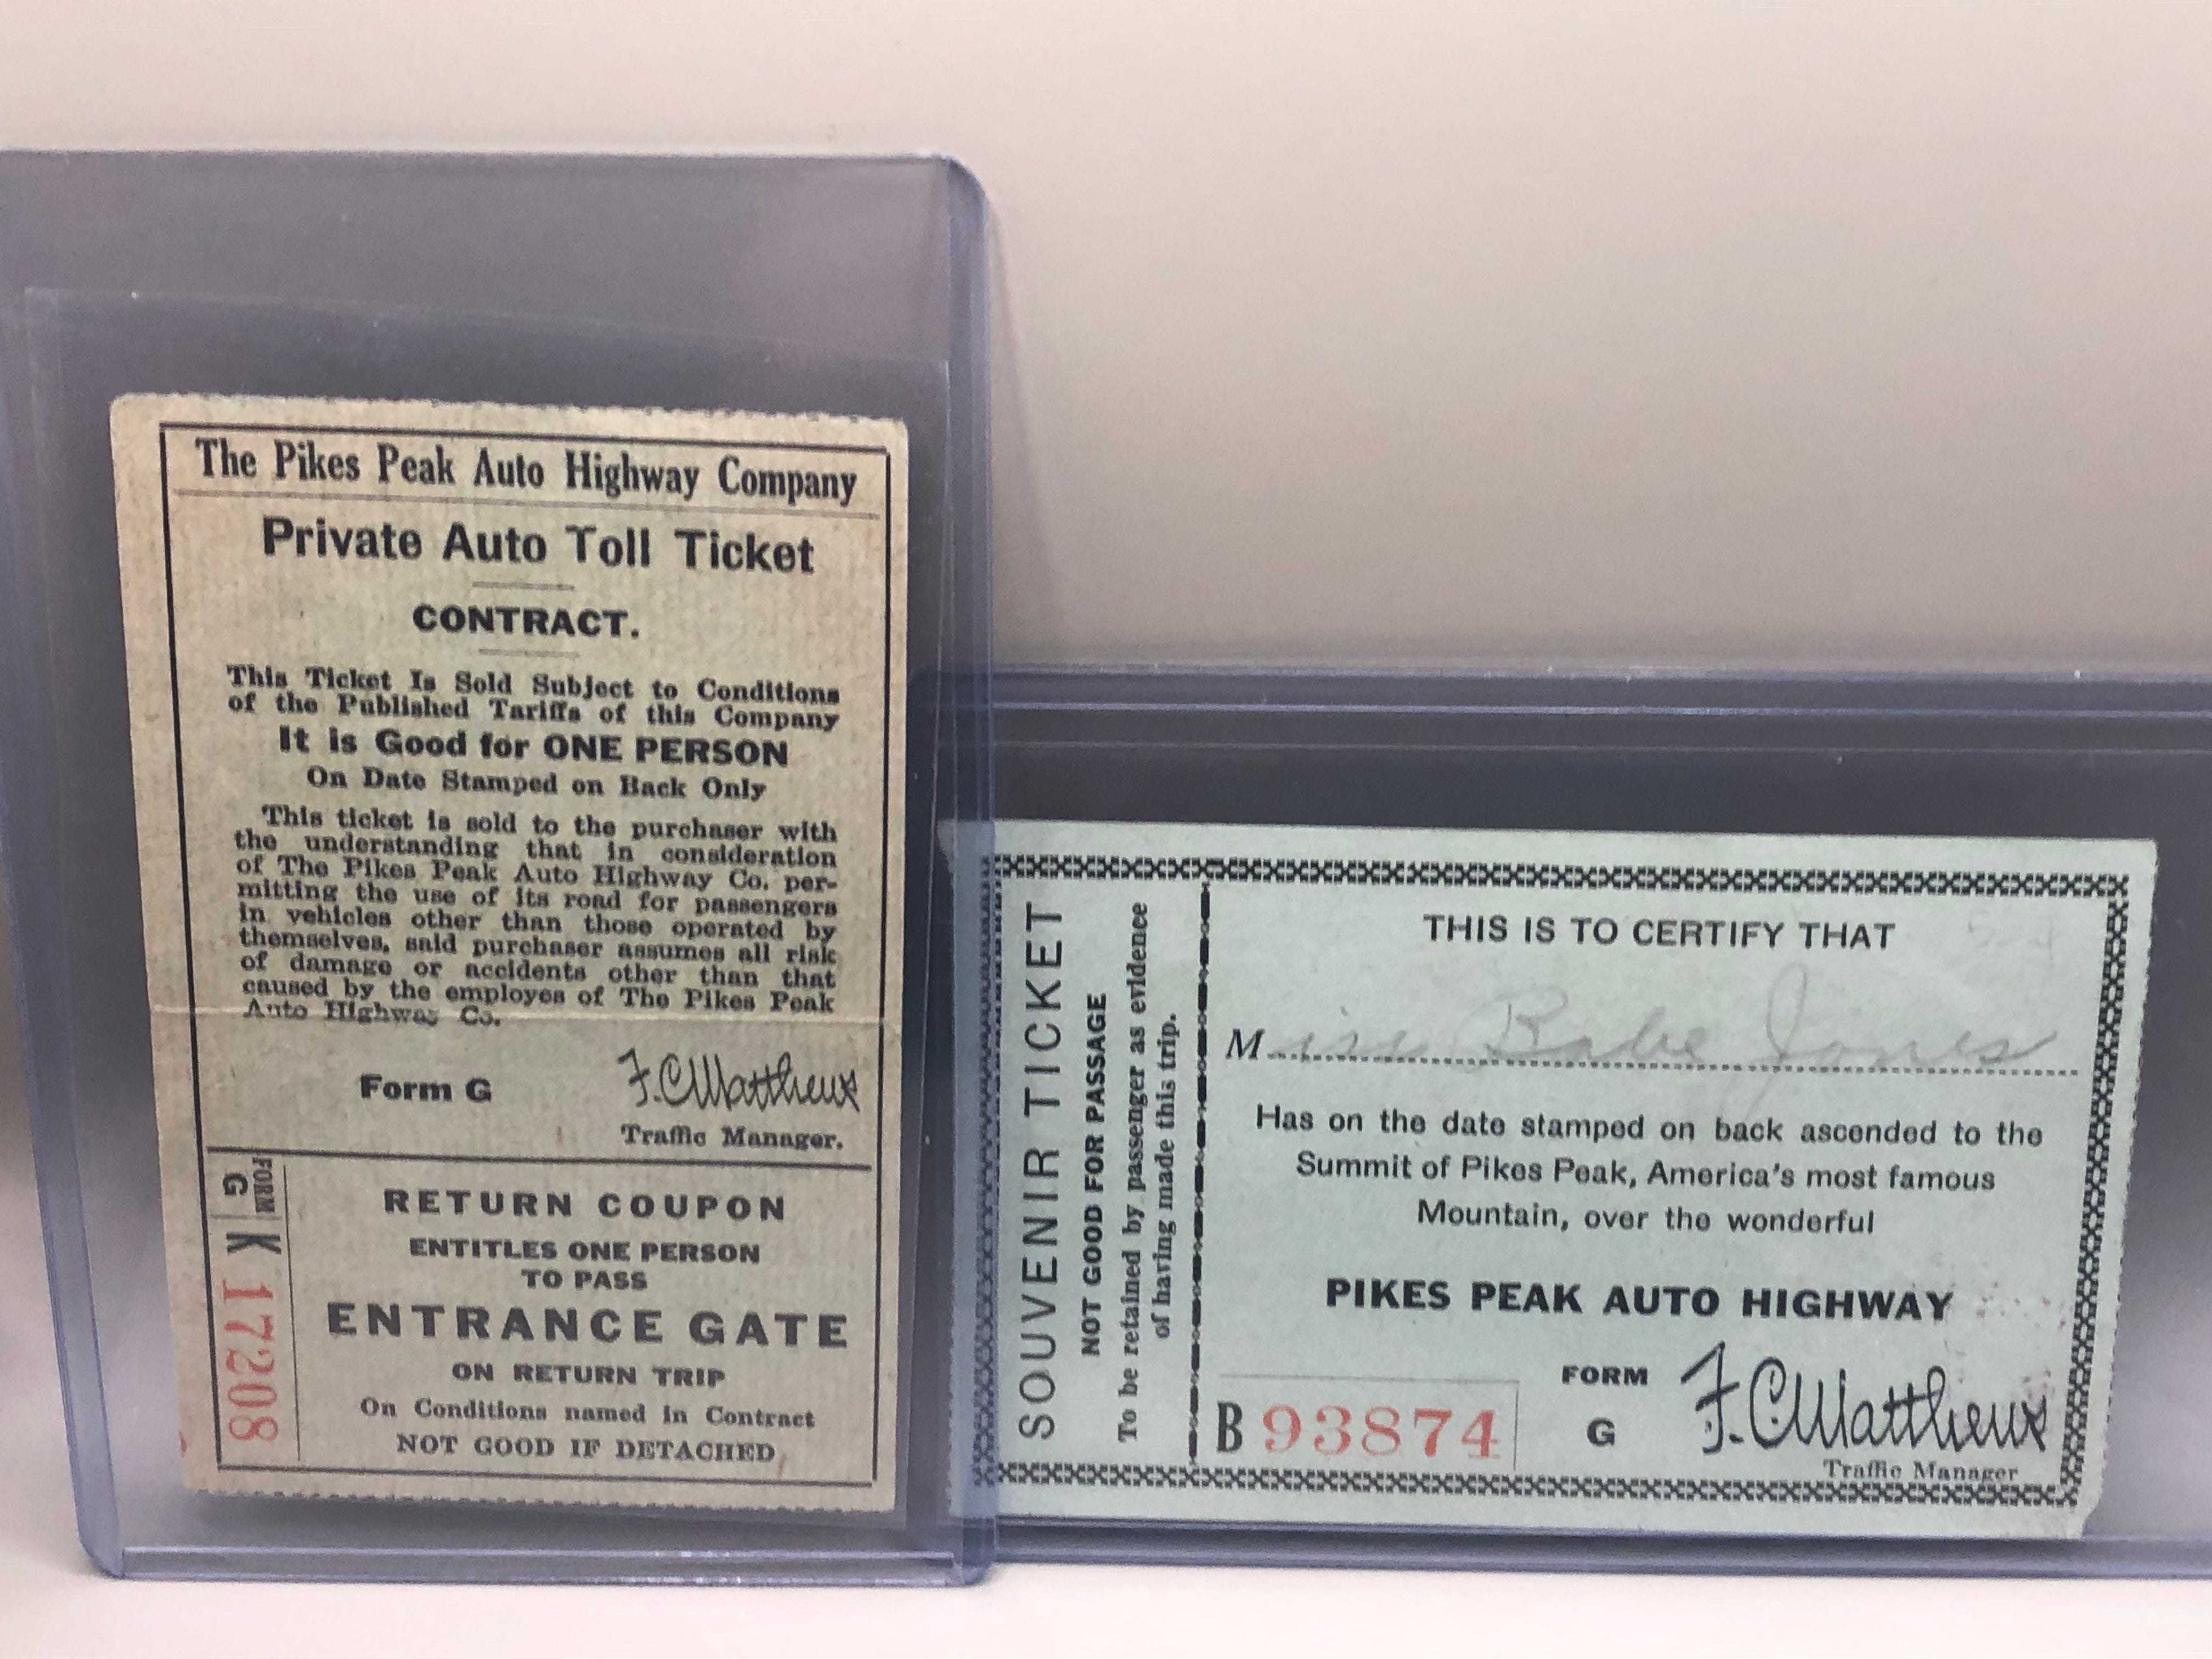 The Pikes Peak Auto Highway Company
Private Auto Toll Ticket
CONTRACT.
This Ticket Is Sold Subject to Conditions
of the Published Tariffs of this Company
It is Good for ONE PERSON
On Date Stamped on Back Only
This ticket is sold to the purchaser with
the understanding that in consideration
of The Pikes Peak Auto Highway Co. per-
mitting the use of its road for passengers
in vehicles other than those operated by
themselves, said purchaser assumes all risk
of damage or accidents other than that
caused by the employes of The Pikes Peak
Auto Highway Co.
Form G
F.C. Matthews
Traffic Manager.
FORM
G
K 17208
RETURN COUPON
ENTITLES ONE PERSON
TO PASS
ENTRANCE GATE
ON RETURN TRIP
On Conditions named in Contract
NOT GOOD IF DETACHED
SOUVENIR TICKET
NOT GOOD FOR PASSAGE
To be retained by passenger as evidence
of having made this trip.
THIS IS TO CERTIFY THAT
Miss Babe Jones
Has on the date stamped on back ascended to the
Summit of Pikes Peak, America's most famous
Mountain, over the wonderful
PIKES PEAK AUTO HIGHWAY
B 93874
FORM
G
F.C. Matthews
Traffic Manager